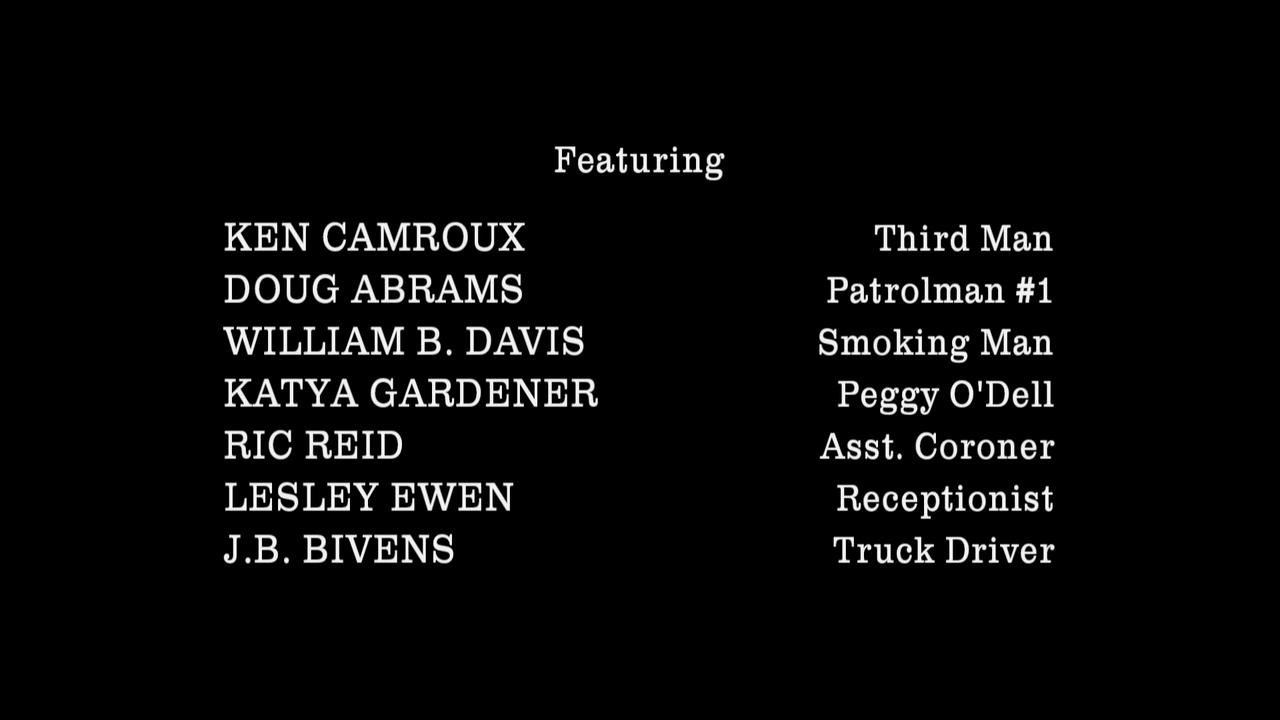 Featuring
KEN CAMROUX Third Man
DOUG ABRAMS Patrolman #1
WILLIAM B. DAVIS Smoking Man
KATYA GARDENER Peggy O'Dell
RIC REID Asst. Coroner
LESLEY EWEN Receptionist
J.B. BIVENS Truck Driver